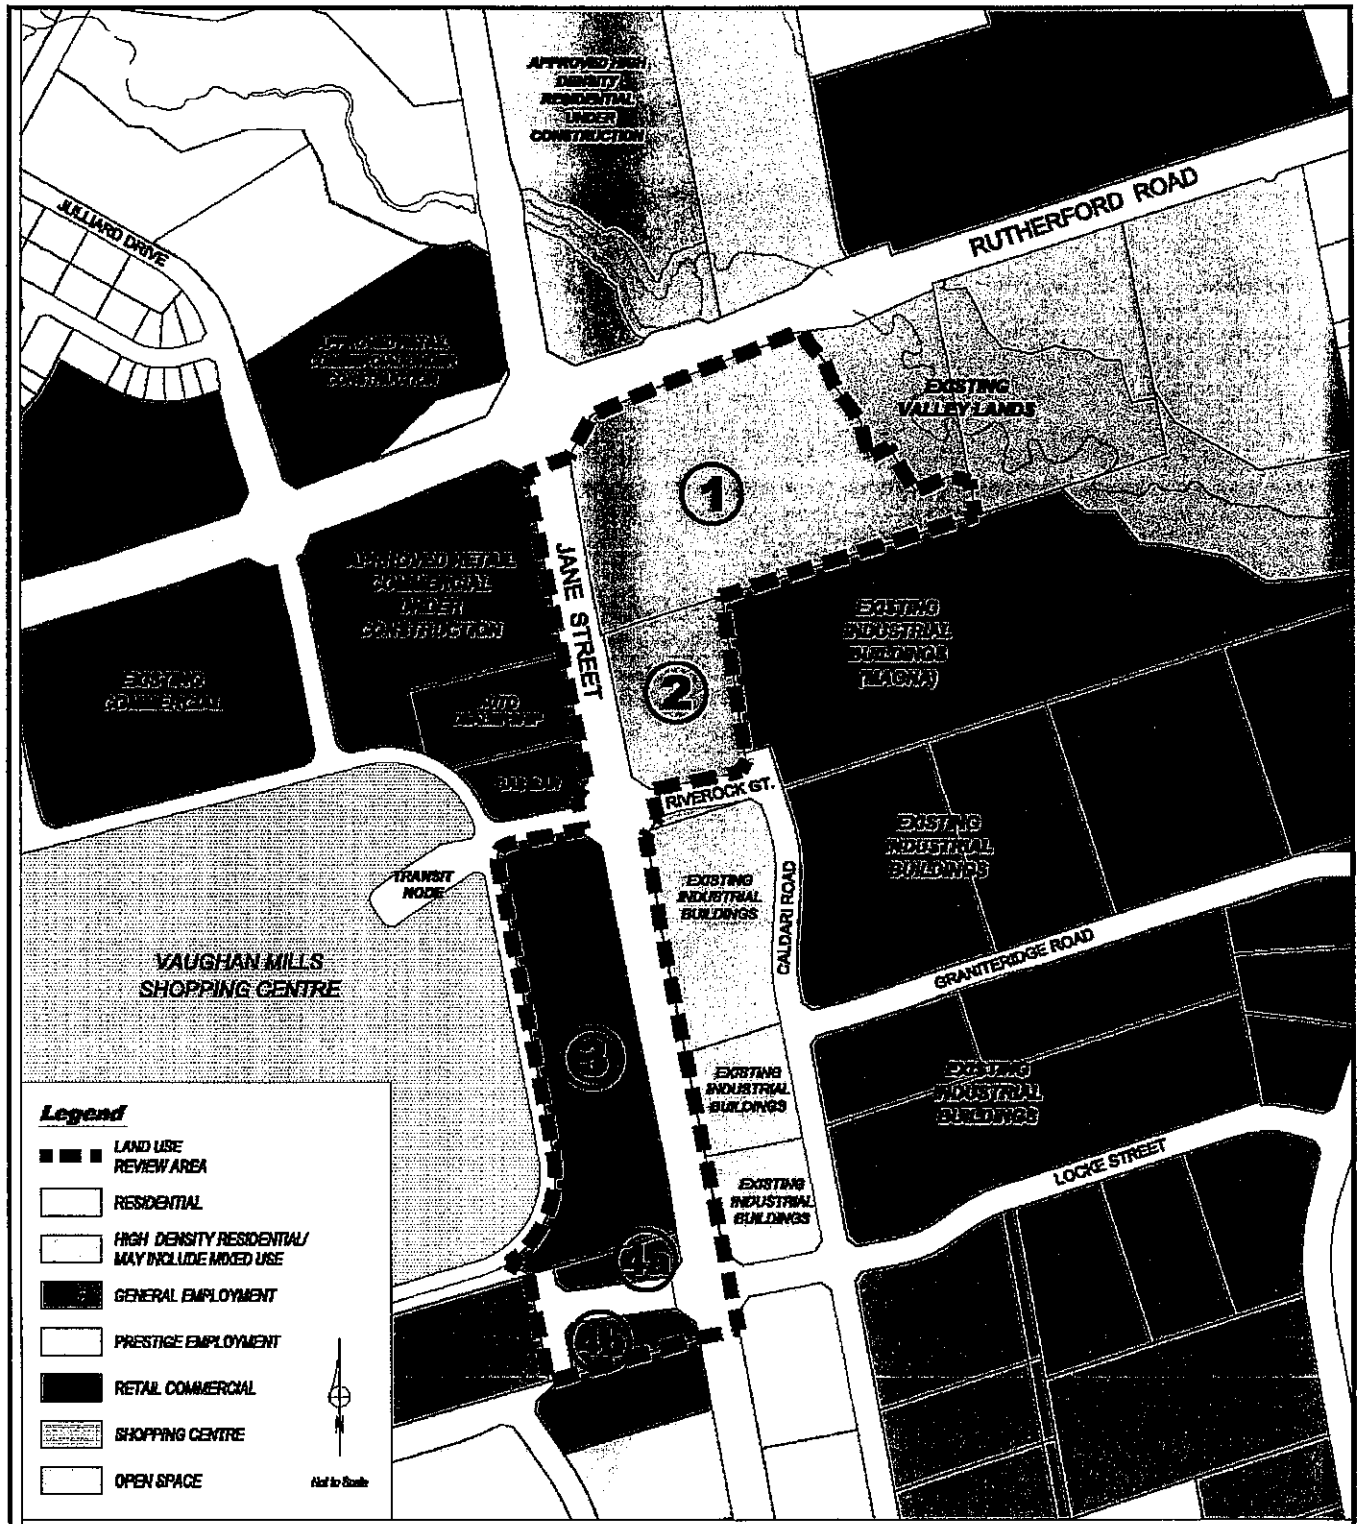 APPROVED HIGH
DENSITY
RESIDENTIAL
UNDER
CONSTRUCTION
RUTHERFORD ROAD
JULLIARD DRIVE
CONSTRUCTION
EXISTING
VALLEY LANDS
1
JANE STREET
APPROVED RETAIL
COMMERCIAL
UNDER
CONSTRUCTION
EXISTING
INDUSTRIAL
BUILDINGS
(MAGNA)
EXISTING
COMMERCIAL
2
AUTO
RIVEROCK GT.
EXISTING
INDUSTRIAL
BUILDINGS
TRANSIT
NODE
EXISTING
INDUSTRIAL
BUILDINGS
CALDARI ROAD
VAUGHAN MILLS
SHOPPING CENTRE
GRANITERIDGE ROAD
3
EXISTING
INDUSTRIAL
BUILDINGS
EXISTING
INDUSTRIAL
BUILDINGS
LOCKE STREET
EXISTING
INDUSTRIAL
BUILDINGS
Legend
LAND USE
REVIEW AREA
RESIDENTIAL
HIGH DENSITY RESIDENTIAL/
MAY INCLUDE MIXED USE
GENERAL EMPLOYMENT
PRESTIGE EMPLOYMENT
RETAIL COMMERCIAL
SHOPPING CENTRE
OPEN SPACE
N
Not to Scale